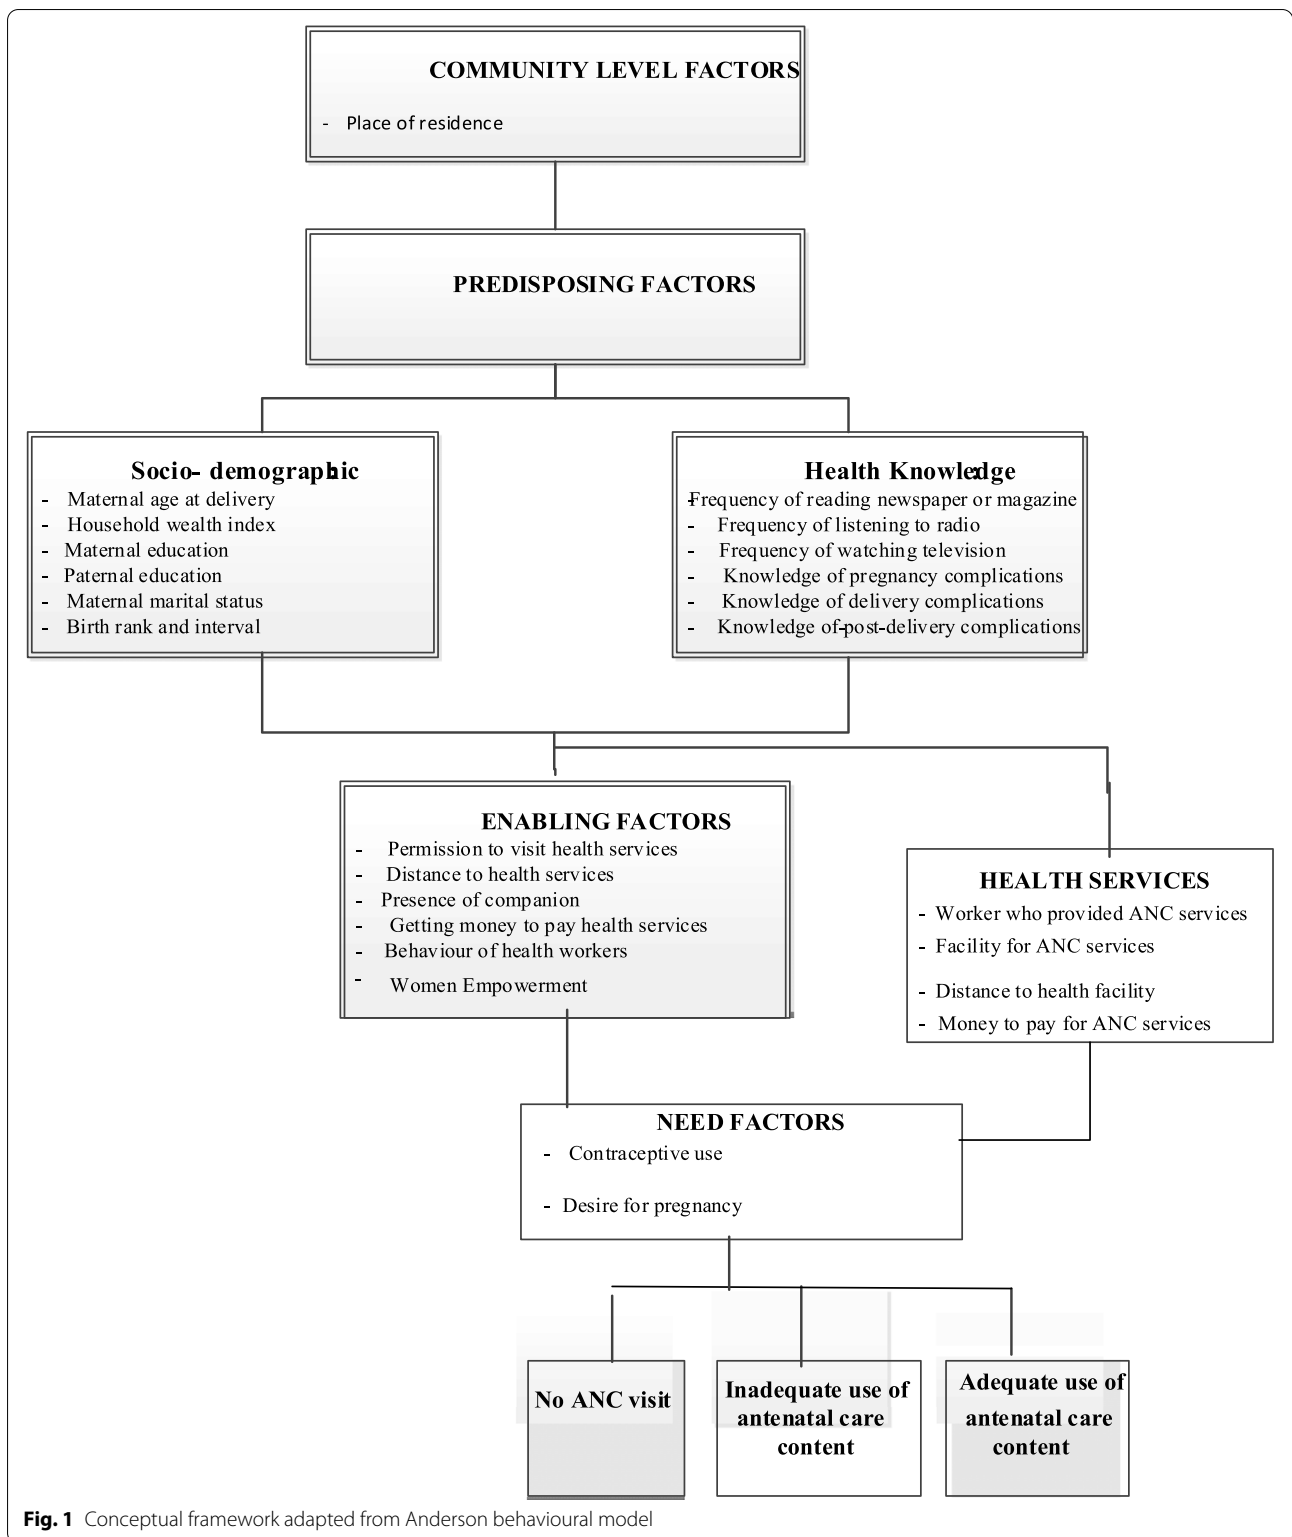 COMMUNITY LEVEL FACTORS
- Place of residence
PREDISPOSING FACTORS
Socio- demographic
- Maternal age at delivery
- Household wealth index
- Maternal education
- Paternal education
- Maternal marital status
- Birth rank and interval
Health Knowledge
- Frequency of reading newspaper or magazine
- Frequency of listening to radio
- Frequency of watching television
- Knowledge of pregnancy complications
- Knowledge of delivery complications
- Knowledge of post-delivery complications
ENABLING FACTORS
- Permission to visit health services
- Distance to health services
- Presence of companion
- Getting money to pay health services
- Behaviour of health workers
- Women Empowerment
HEALTH SERVICES
- Worker who provided ANC services
- Facility for ANC services
- Distance to health facility
- Money to pay for ANC services
NEED FACTORS
- Contraceptive use
- Desire for pregnancy
No ANC visit
Inadequate use of
antenatal care
content
Adequate use of
antenatal care
content
Fig. 1 Conceptual framework adapted from Anderson behavioural model